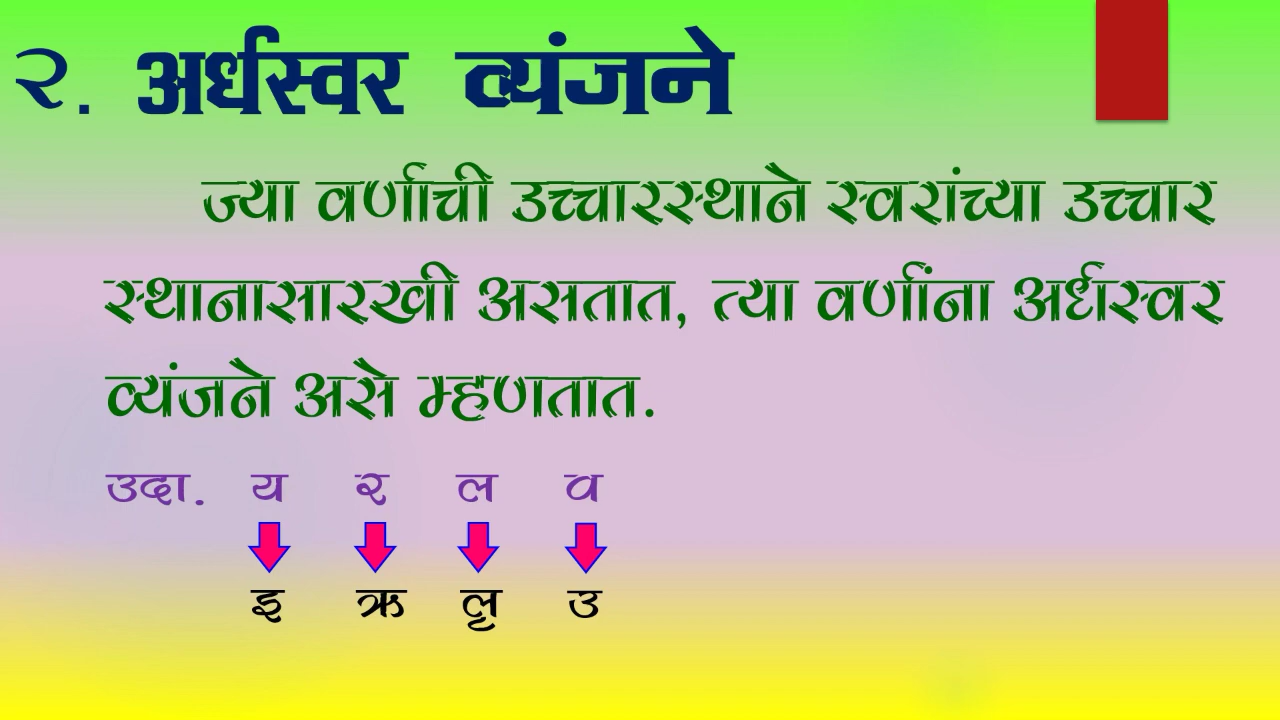 २. अर्धस्वर व्यंजने
ज्या वर्णाची उच्चारस्थाने स्वरांच्या उच्चार
स्थानासारखी असतात, त्या वर्णांना अर्धस्वर
व्यंजने असे म्हणतात.
उदा. य र ल व
इ ऋ लृ उ